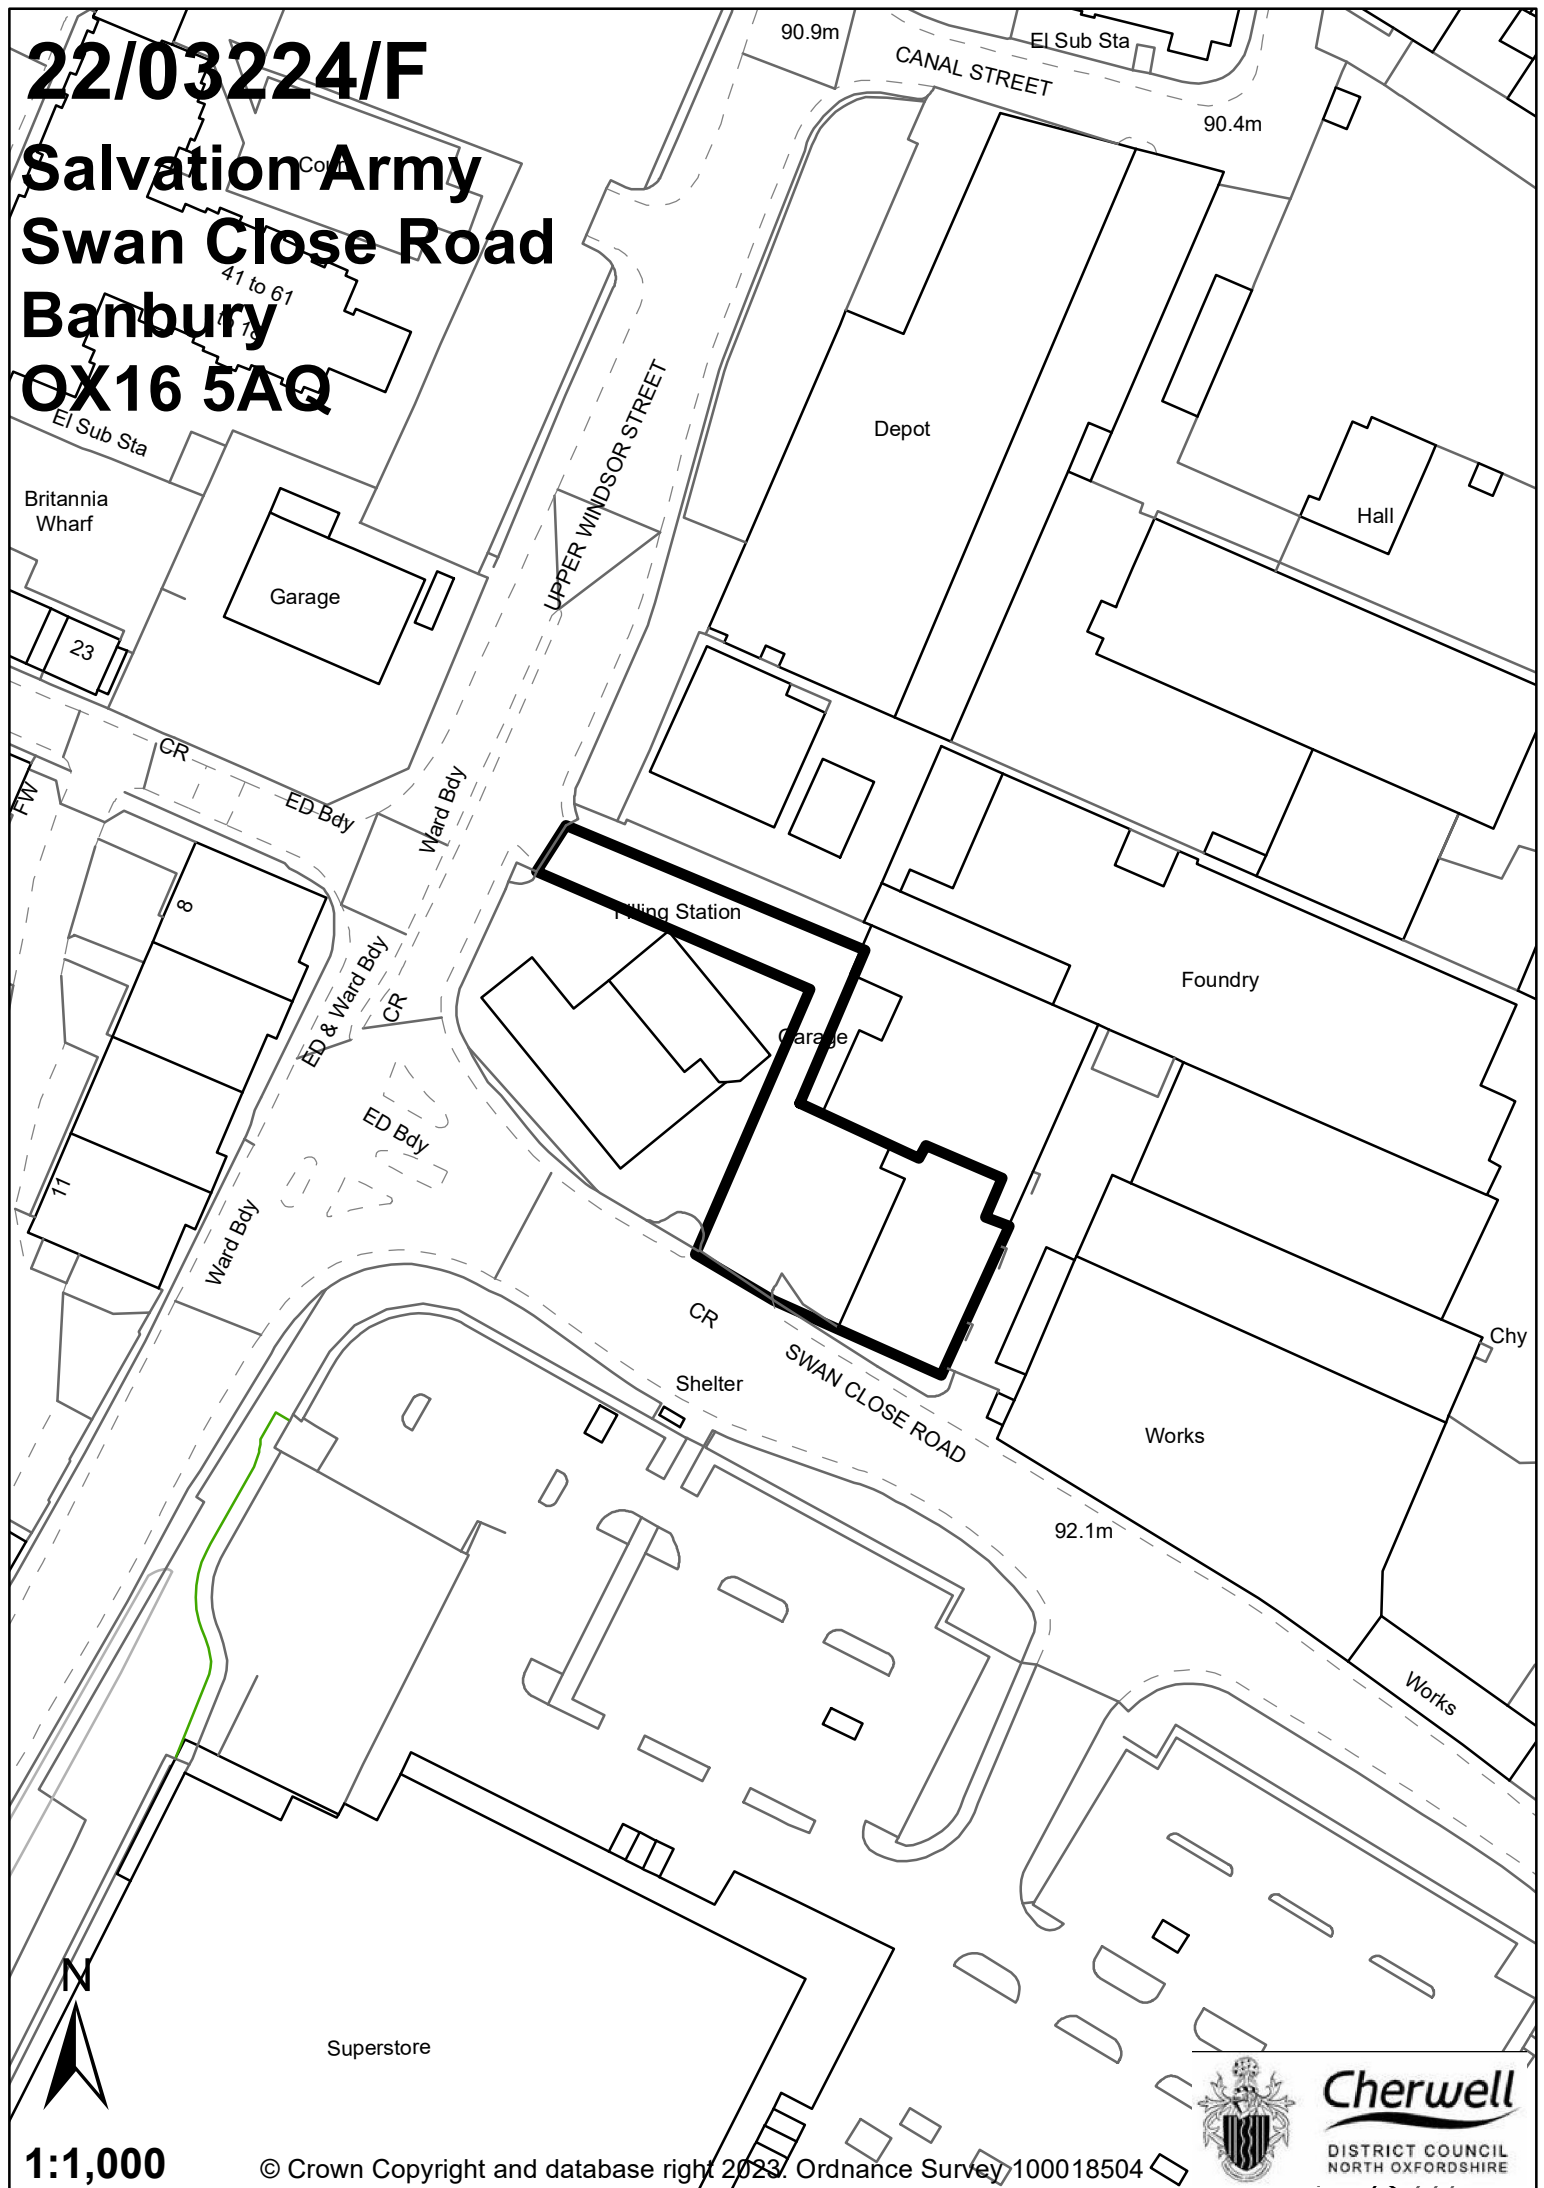 22/03224/F
Salvation Army
Swan Close Road
Banbury
OX16 5AQ
90.9m
El Sub Sta
CANAL STREET
90.4m
41 to 61
El Sub Sta
Britannia
Wharf
UPPER WINDSOR STREET
Depot
Hall
Garage
23
CR
FW
ED Bdy
Ward Bdy
8
Filling Station
ED & Ward Bdy
CR
Foundry
Garage
ED Bdy
11
Ward Bdy
CR
Chy
SWAN CLOSE ROAD
Shelter
Works
92.1m
Works
N
Superstore
Cherwell
DISTRICT COUNCIL
NORTH OXFORDSHIRE
1:1,000
© Crown Copyright and database right 2023. Ordnance Survey 100018504